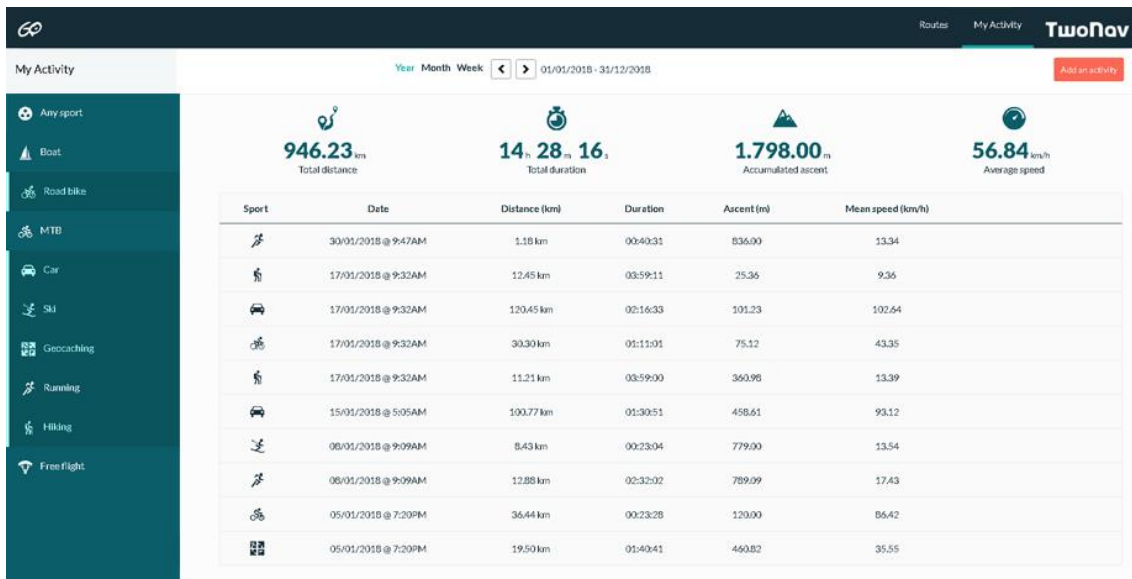 Routes My Activity TwoNav
My Activity
Year Month Week 01/01/2018 - 31/12/2018
Add an activity
Any sport
Boat
Road bike
MTB
Car
Ski
Geocaching
Running
Hiking
Free flight
946.23 km
Total distance
14 h 28 m 16 s
Total duration
1.798.00 m
Accumulated ascent
56.84 km/h
Average speed
Sport Date Distance (km) Duration Ascent (m) Mean speed (km/h)
30/01/2018 @ 9:47AM 1.18 km 00:40:31 836.00 13.34
17/01/2018 @ 9:32AM 12.45 km 03:59:11 25.36 9.36
17/01/2018 @ 9:32AM 120.45 km 02:16:33 101.23 102.64
17/01/2018 @ 9:32AM 30.30 km 01:11:01 75.12 43.35
17/01/2018 @ 9:32AM 11.21 km 03:59:00 360.98 13.39
15/01/2018 @ 5:05AM 100.77 km 01:30:51 458.61 93.12
08/01/2018 @ 9:09AM 8.43 km 00:23:04 779.00 13.54
08/01/2018 @ 9:09AM 12.88 km 02:32:02 789.09 17.43
05/01/2018 @ 7:20PM 36.44 km 00:23:28 120.00 86.42
05/01/2018 @ 7:20PM 19.50 km 01:40:41 460.82 35.55